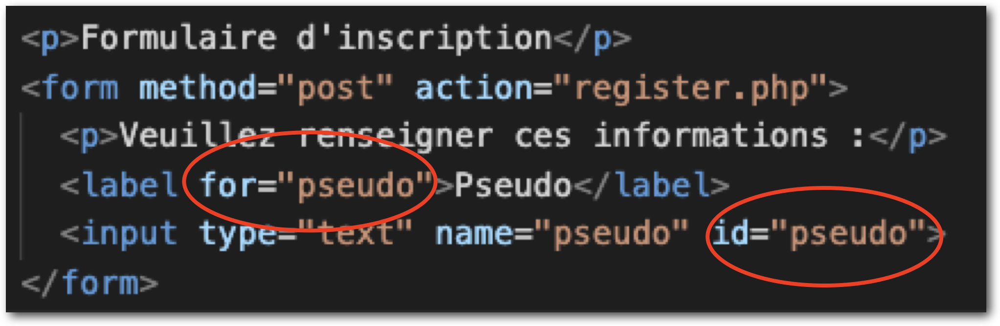 <p>Formulaire d'inscription</p>
<form method="post" action="register.php">
<p>Veuillez renseigner ces informations :</p>
<label for="pseudo">Pseudo</label>
<input type="text" name="pseudo" id="pseudo">
</form>